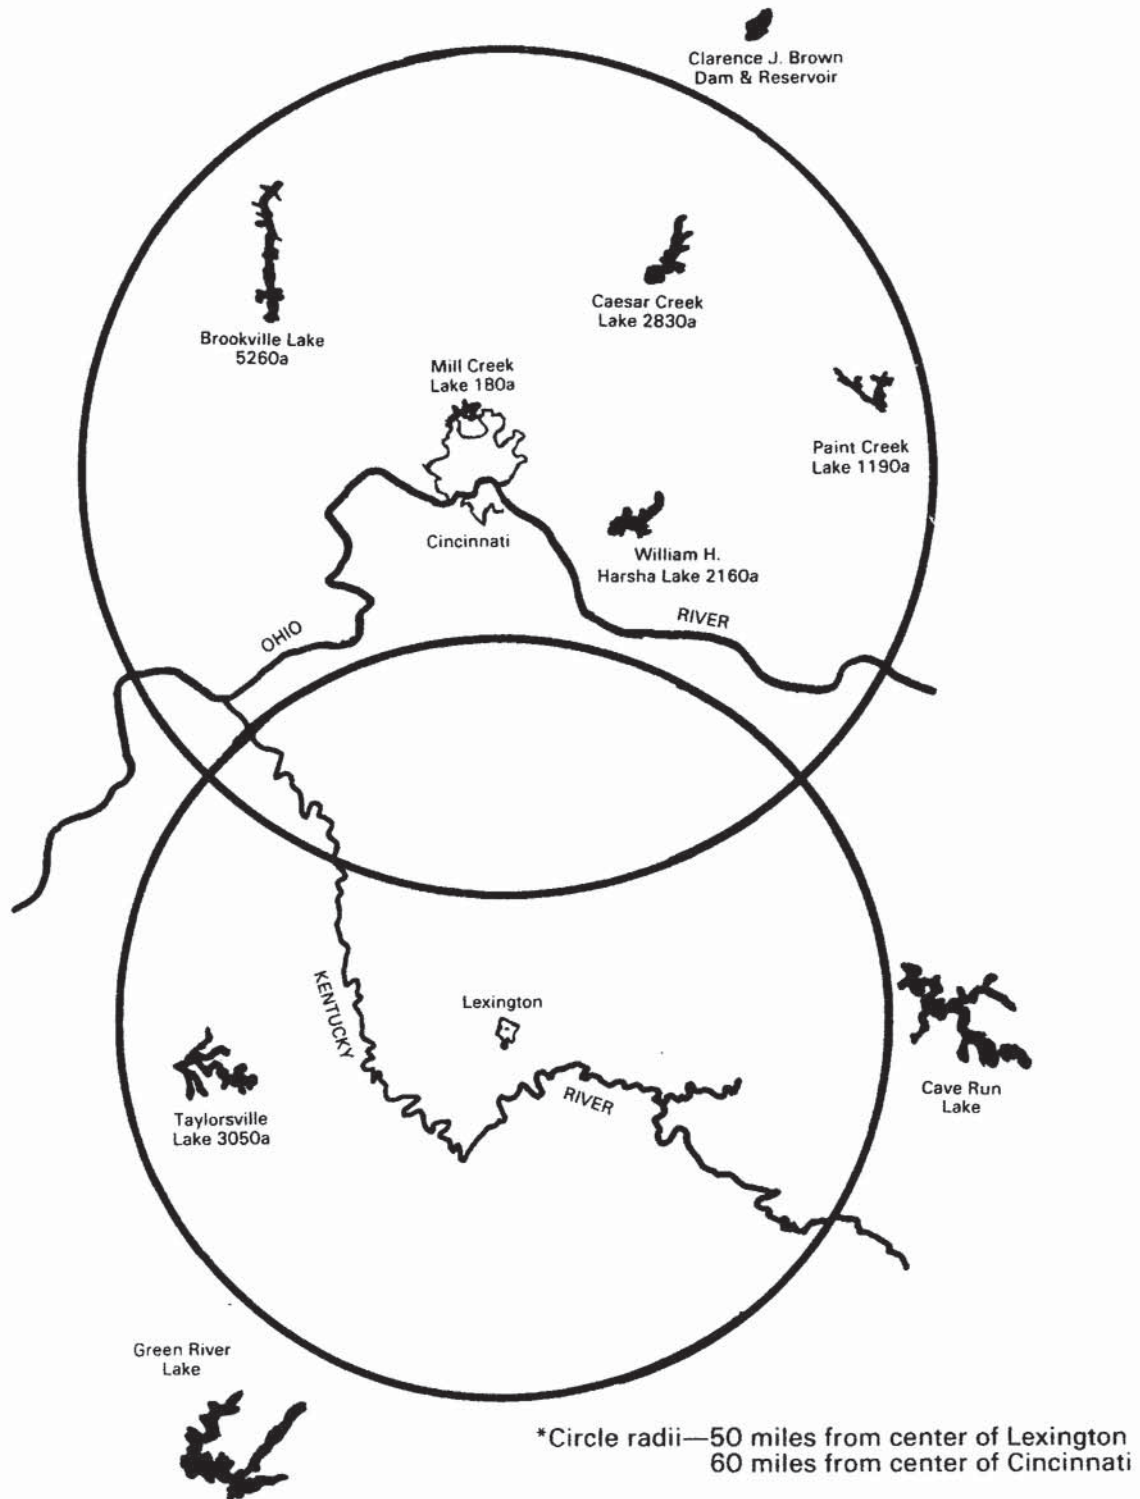 Clarence J. Brown
Dam & Reservoir
Brookville Lake
5260a
Caesar Creek
Lake 2830a
Mill Creek
Lake 180a
Paint Creek
Lake 1190a
Cincinnati
William H.
Harsha Lake 2160a
OHIO
RIVER
KENTUCKY
Lexington
RIVER
Taylorsville
Lake 3050a
Cave Run
Lake
Green River
Lake
*Circle radii—50 miles from center of Lexington
60 miles from center of Cincinnati